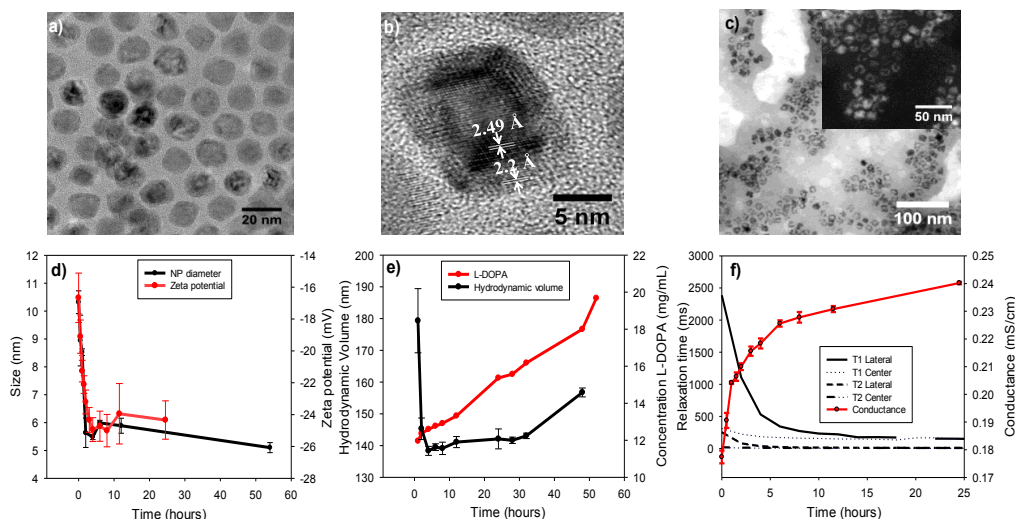 a)
20 nm
b)
2.49 Å
2.2 Å
5 nm
c)
50 nm
100 nm
d)
NP diameter
Zeta potential
12
11
10
9
8
7
6
5
4
Size (nm)
-14
-16
-18
-20
-22
-24
-26
-28
Zeta potential (mV)
0 10 20 30 40 50 60
Time (hours)
e)
L-DOPA
Hydrodynamic volume
200
190
180
170
160
150
140
130
Hydrodynamic Volume (nm)
22
20
18
16
14
12
10
Concentration L-DOPA (mg/mL)
0 10 20 30 40 50 60
Time (hours)
f)
T1 Lateral
T1 Center
T2 Lateral
T2 Center
Conductance
3000
2500
2000
1500
1000
500
0
Relaxation time (ms)
0.25
0.24
0.23
0.22
0.21
0.20
0.19
0.18
0.17
Conductance (mS/cm)
0 5 10 15 20 25
Time (hours)